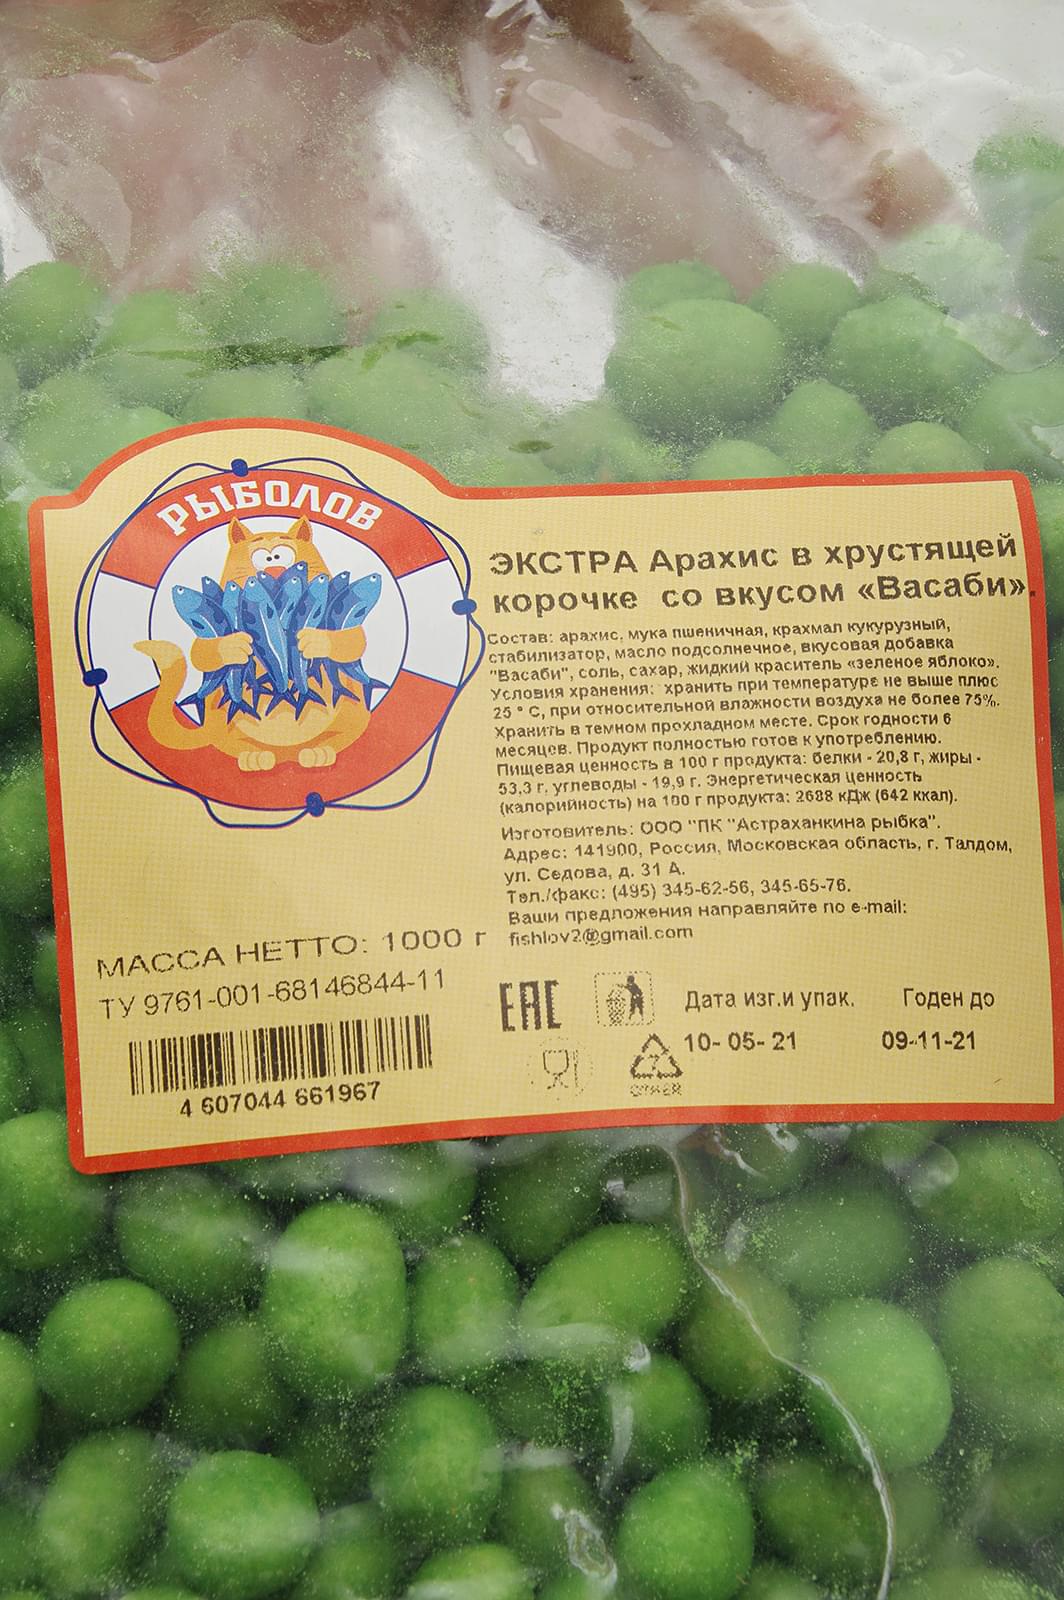 РЫБОЛОВ
ЭКСТРА Арахис в хрустящей
корочке со вкусом «Васаби».
Состав: арахис, мука пшеничная, крахмал кукурузный,
стабилизатор, масло подсолнечное, вкусовая добавка
"Васаби", соль, сахар, жидкий краситель «зеленое яблоко».
Условия хранения: хранить при температуре не выше плюс
25 ° С, при относительной влажности воздуха не более 75%.
Хранить в темном прохладном месте. Срок годности 6
месяцев. Продукт полностью готов к употреблению.
Пищевая ценность в 100 г продукта: белки - 20,8 г, жиры -
53,3 г, углеводы - 19,9 г. Энергетическая ценность
(калорийность) на 100 г продукта: 2688 кДж (642 ккал).
Изготовитель: ООО "ПК "Астраханкина рыбка".
Адрес: 141900, Россия, Московская область, г. Талдом,
ул. Седова, д. 31 А.
Тел./факс: (495) 345-62-56, 345-65-76.
Ваши предложения направляйте по e-mail:
fishlov2@gmail.com
МАССА НЕТТО: 1000 г
ТУ 9761-001-68146844-11
4 607044 661967
ЕАС
Дата изг.и упак. Годен до
10- 05- 21 09-11-21
7
OTHER